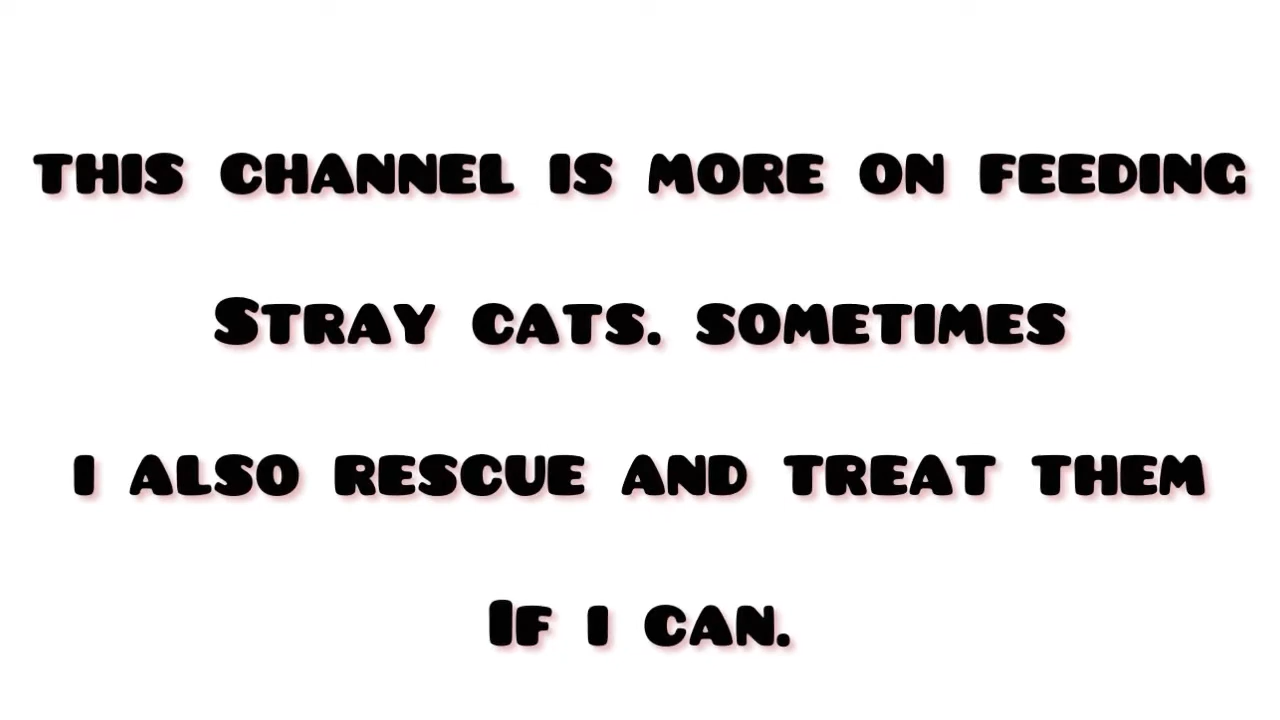 THIS CHANNEL IS MORE ON FEEDING
STRAY CATS. SOMETIMES
I ALSO RESCUE AND TREAT THEM
IF I CAN.